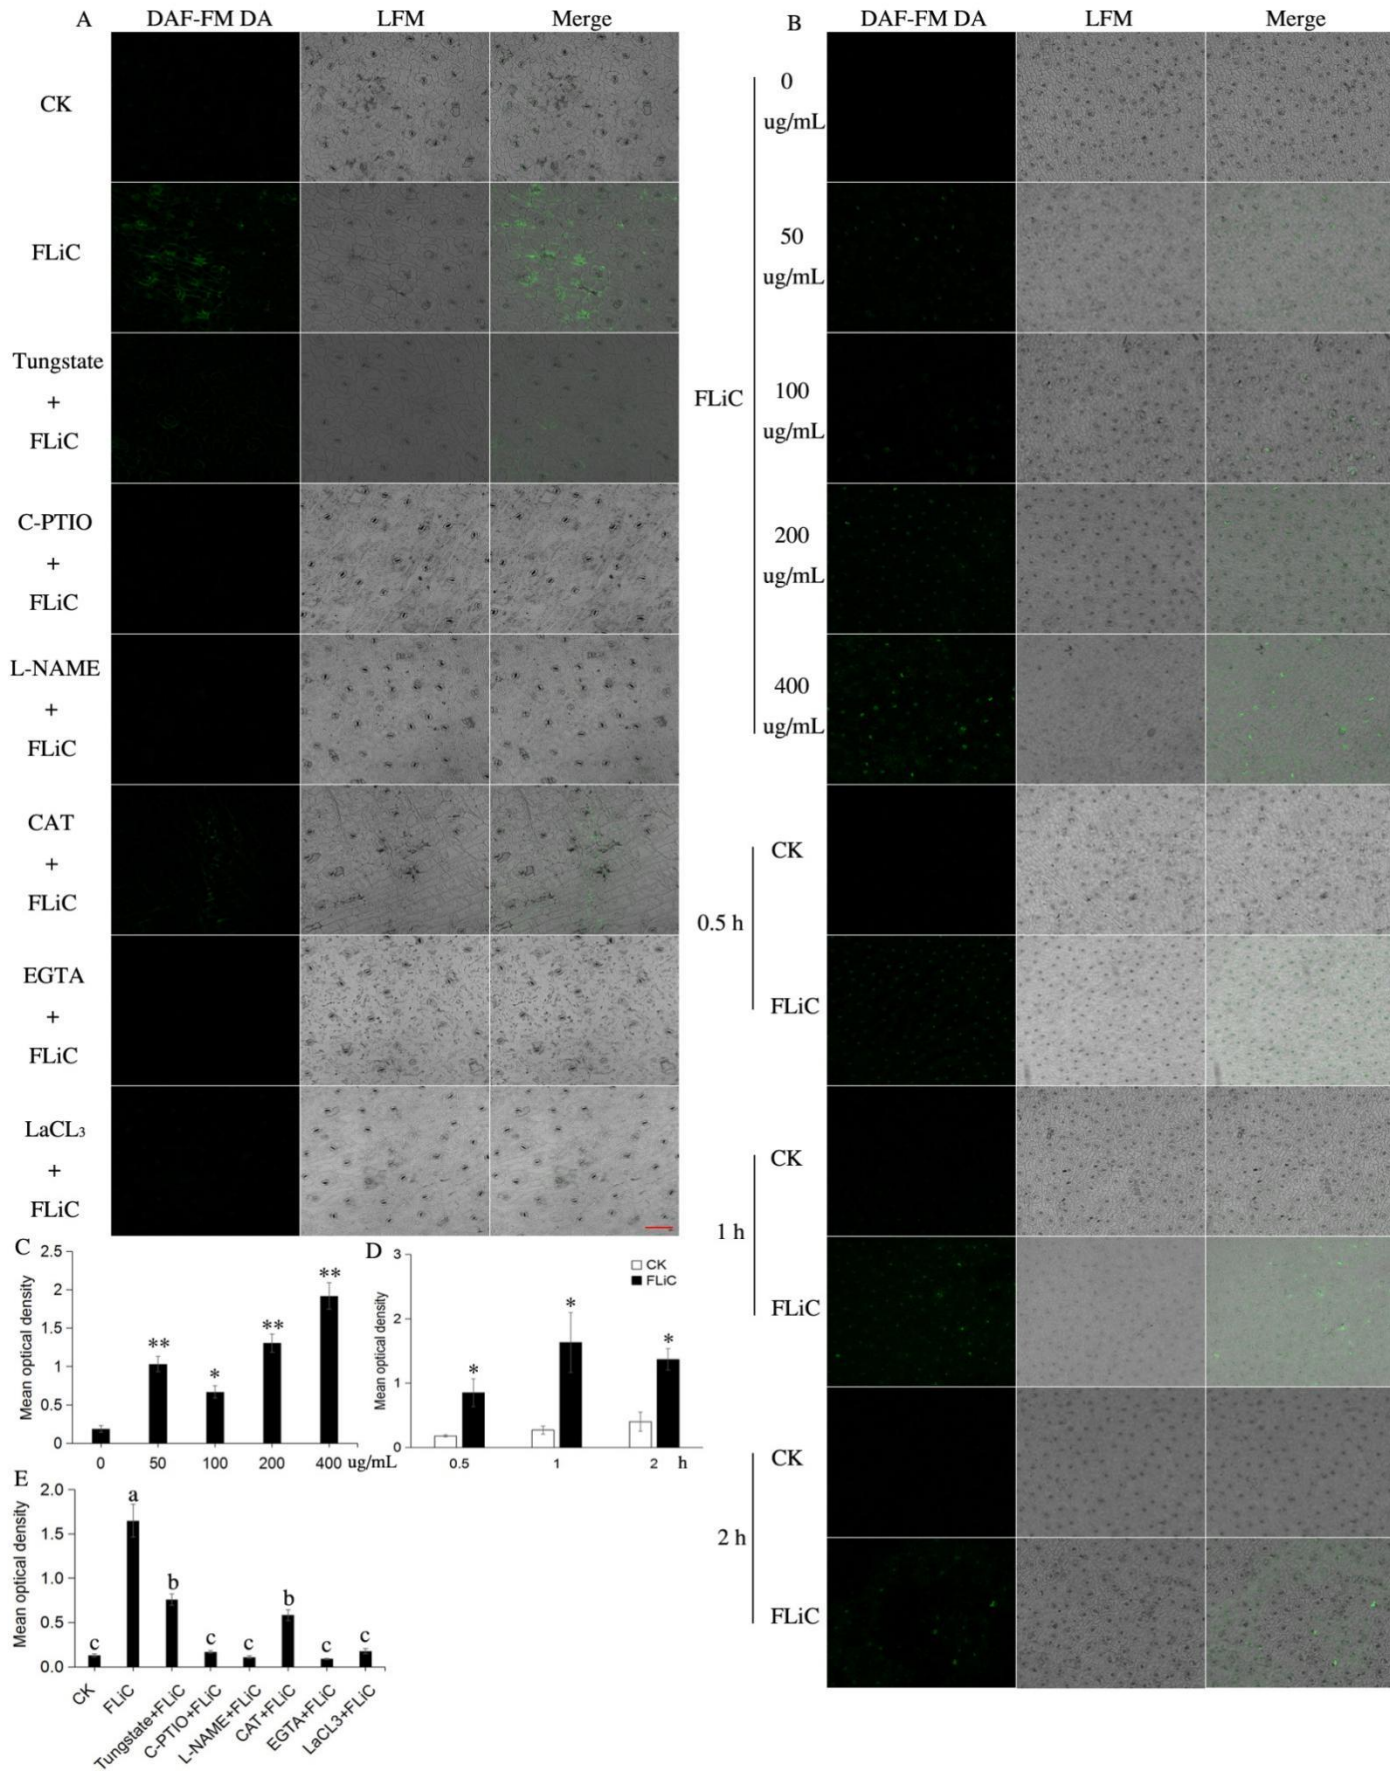 A
DAF-FM DA LFM Merge
CK
FLiC
Tungstate
+
FLiC
C-PTIO
+
FLiC
L-NAME
+
FLiC
CAT
+
FLiC
EGTA
+
FLiC
LaCL3
+
FLiC
B
DAF-FM DA LFM Merge
FLiC
0
ug/mL
50
ug/mL
100
ug/mL
200
ug/mL
400
ug/mL
0.5 h
CK
FLiC
1 h
CK
FLiC
2 h
CK
FLiC
C
Mean optical density
2.5
2
1.5
1
0.5
0
** * ** **
0 50 100 200 400 ug/mL
D
Mean optical density
3
2
1
0
CK
FLiC
* * *
0.5 1 2 h
E
Mean optical density
2.0
1.5
1.0
0.5
0.0
c a b c c b c c
CK
FLiC
Tungstate+FLiC
C-PTIO+FLiC
L-NAME+FLiC
CAT+FLiC
EGTA+FLiC
LaCL3+FLiC